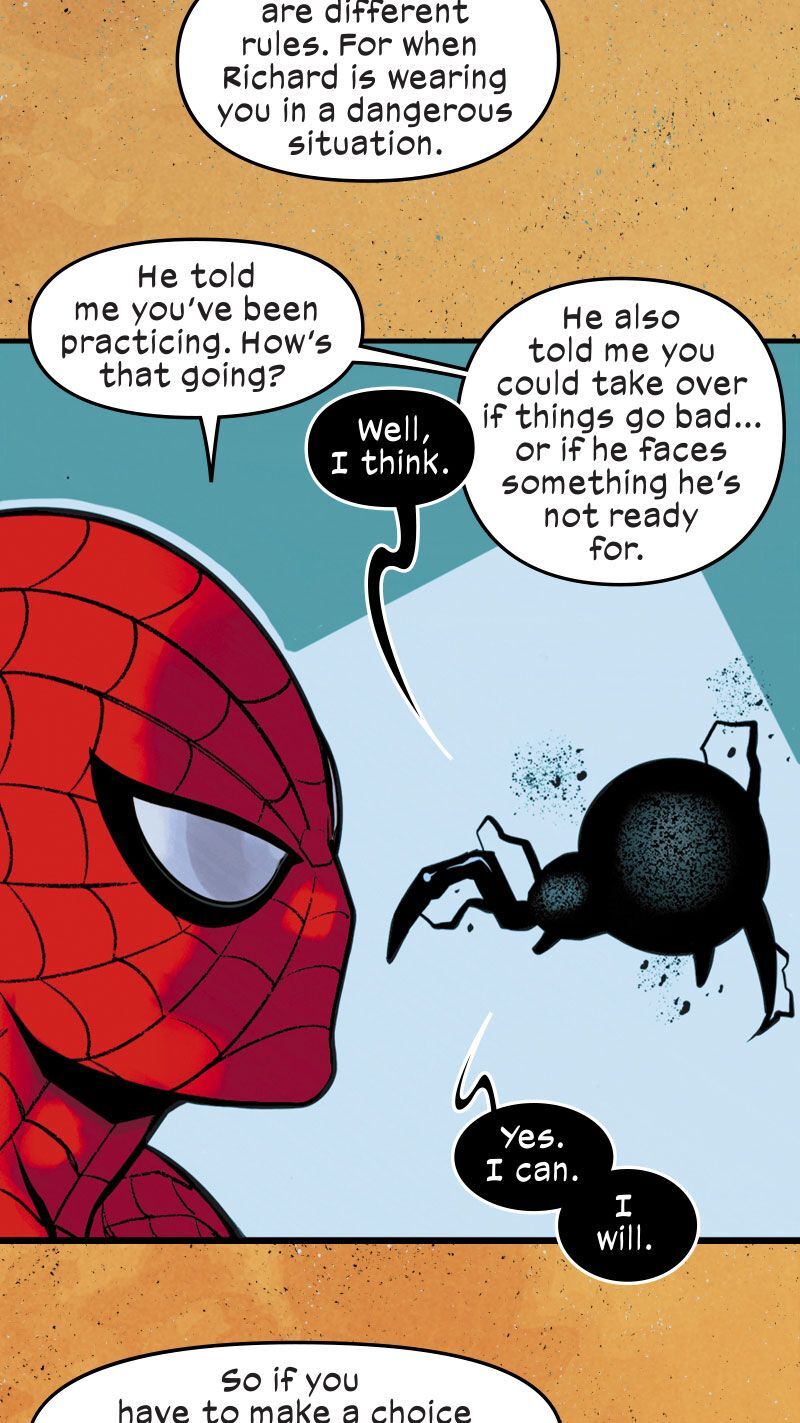 are different
rules. For when
Richard is wearing
you in a dangerous
situation.
He told
me you've been
practicing. How's
that going?
Well,
I think.
He also
told me you
could take over
if things go bad...
or if he faces
something he's
not ready
for.
Yes.
I can.
I
will.
So if you
have to make a choice